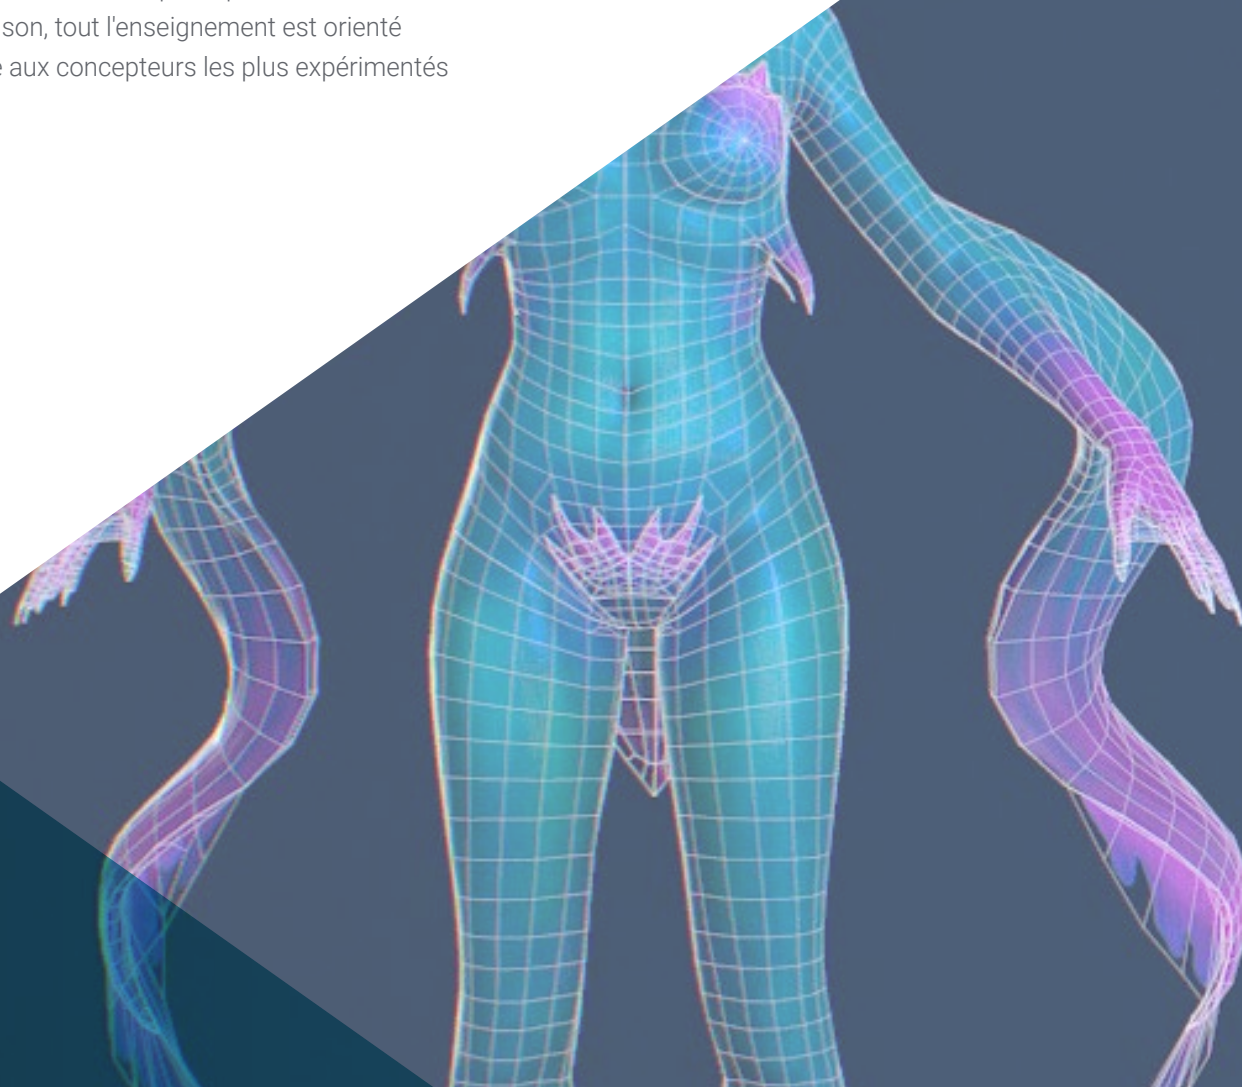 son, tout l'enseignement est orienté
aux concepteurs les plus expérimentés